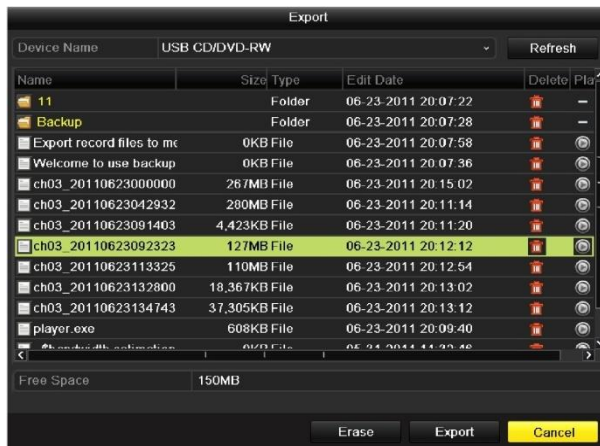 Export
Device Name USB CD/DVD-RW Refresh
Name Size Type Edit Date Delete Pla
11 Folder 06-23-2011 20:07:22 –
Backup Folder 06-23-2011 20:07:28 –
Export record files to me 0KB File 06-23-2011 20:07:58
Welcome to use backup 0KB File 06-23-2011 20:07:36
ch03_20110623000000 267MB File 06-23-2011 20:15:02
ch03_20110623042932 280MB File 06-23-2011 20:11:14
ch03_20110623091403 4,423KB File 06-23-2011 20:11:20
ch03_20110623092323 127MB File 06-23-2011 20:12:12
ch03_20110623113325 110MB File 06-23-2011 20:12:54
ch03_20110623132800 18,367KB File 06-23-2011 20:13:02
ch03_20110623134743 37,305KB File 06-23-2011 20:13:12
player.exe 608KB File 06-23-2011 20:09:40
Free Space 150MB
Erase Export Cancel